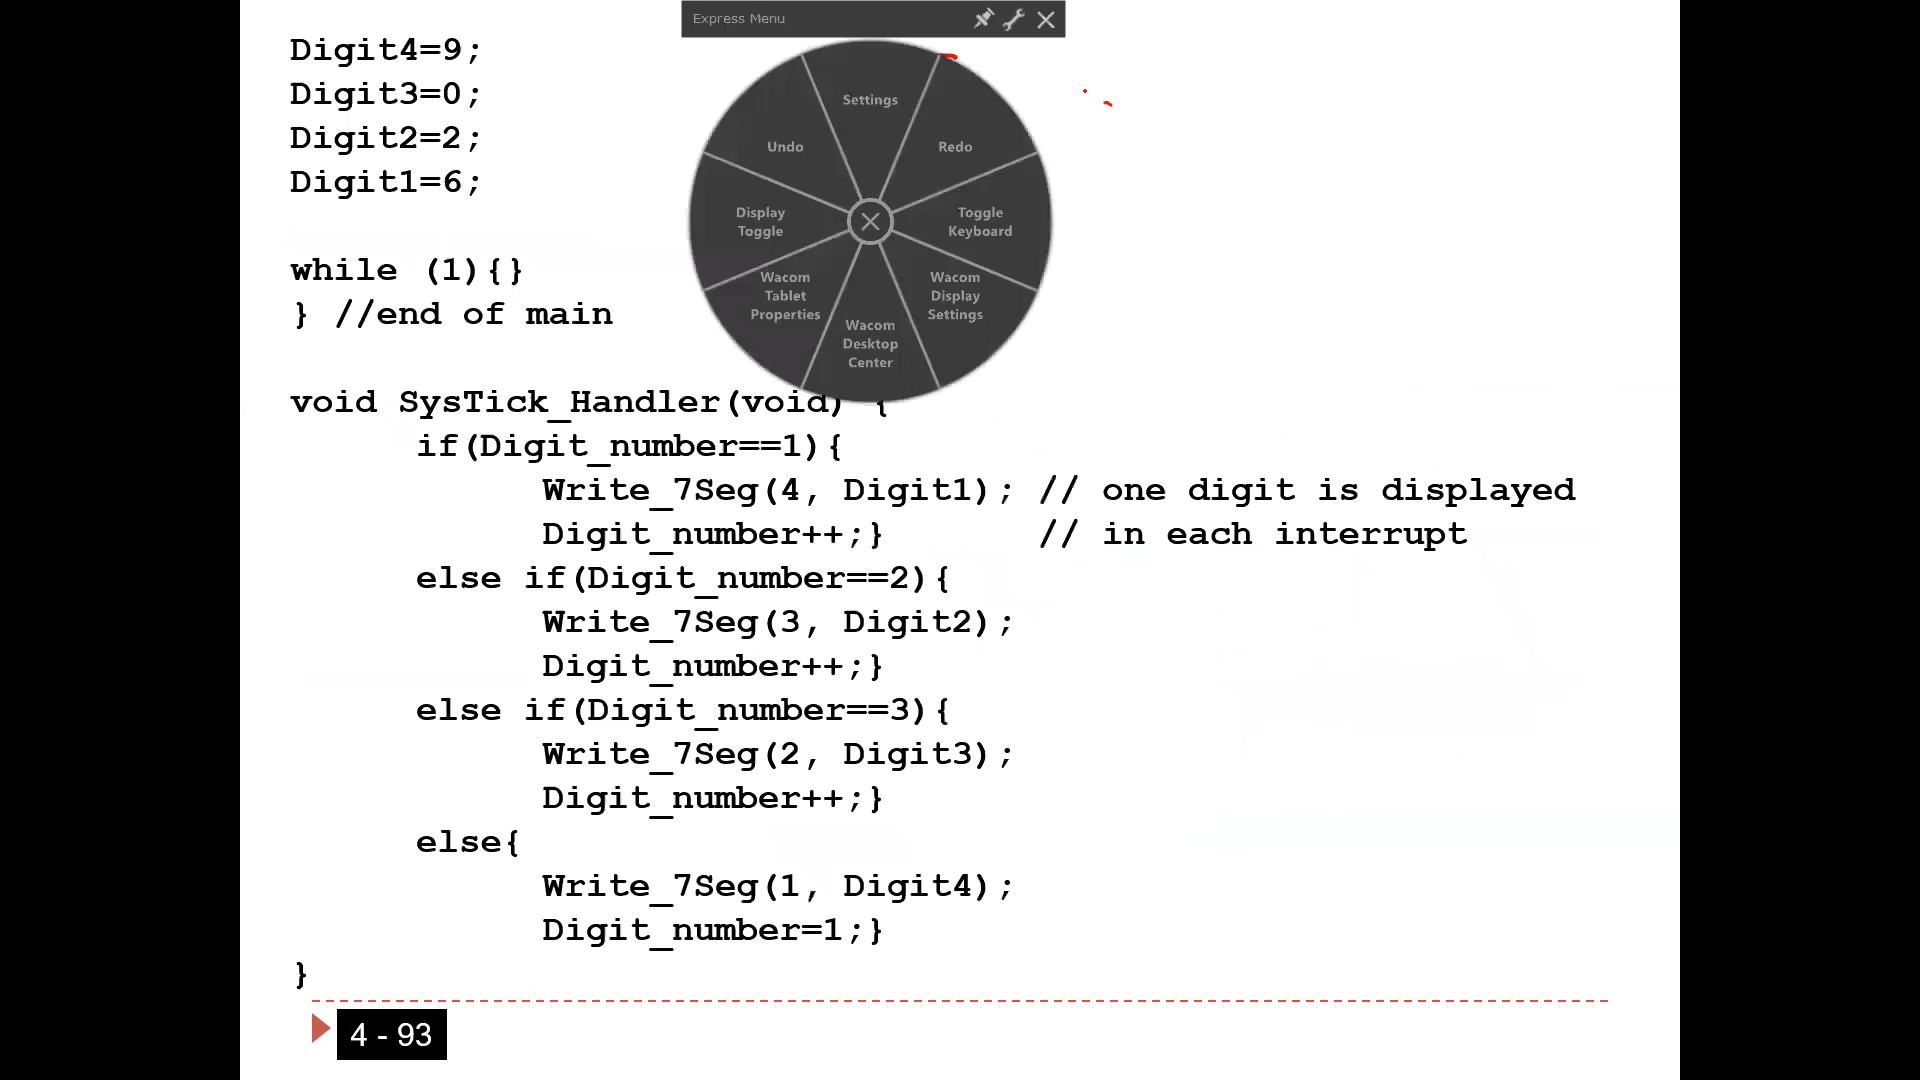 Express Menu
Digit4=9;
Digit3=0;
Digit2=2;
Digit1=6;
Settings
Undo
Redo
Display
Toggle
Toggle
Keyboard
Wacom
Tablet
Properties
Wacom
Display
Settings
Wacom
Desktop
Center
while (1){}
} //end of main
void SysTick_Handler(void) {
if(Digit_number==1){
Write_7Seg(4, Digit1); // one digit is displayed
Digit_number++;} // in each interrupt
else if(Digit_number==2){
Write_7Seg(3, Digit2);
Digit_number++;}
else if(Digit_number==3){
Write_7Seg(2, Digit3);
Digit_number++;}
else{
Write_7Seg(1, Digit4);
Digit_number=1;}
}
4 - 93